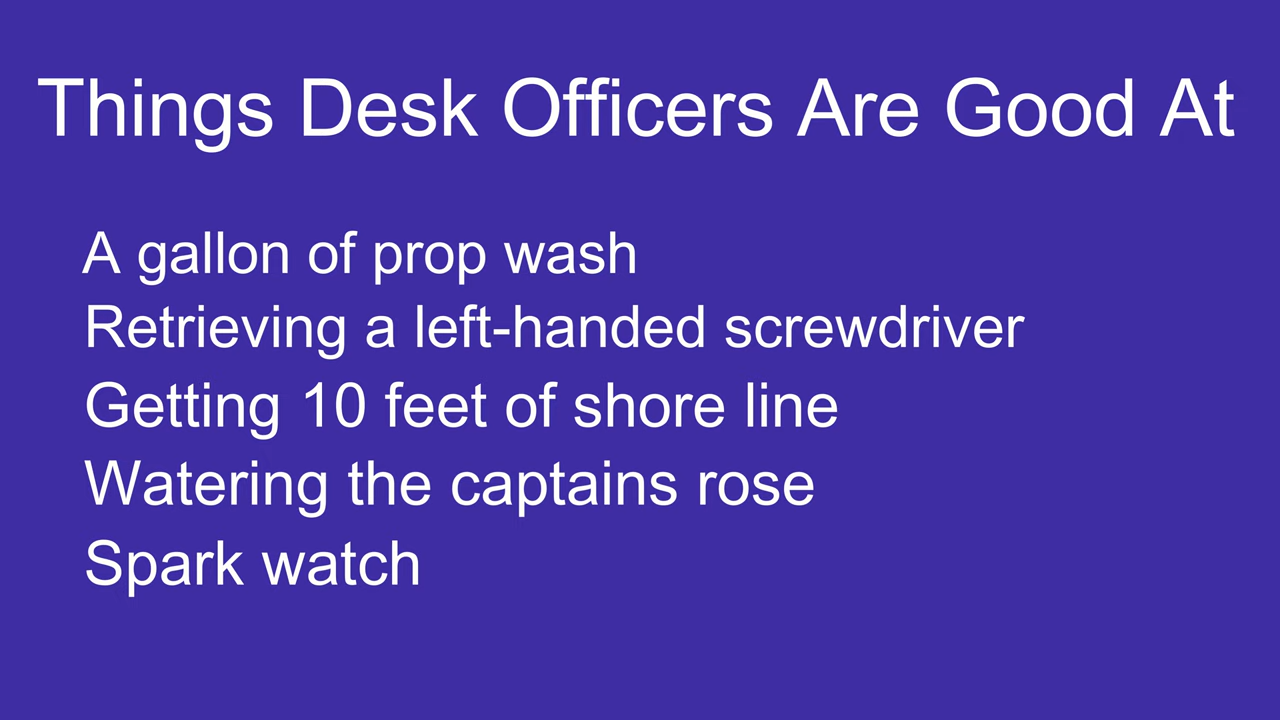 Things Desk Officers Are Good At
A gallon of prop wash
Retrieving a left-handed screwdriver
Getting 10 feet of shore line
Watering the captains rose
Spark watch